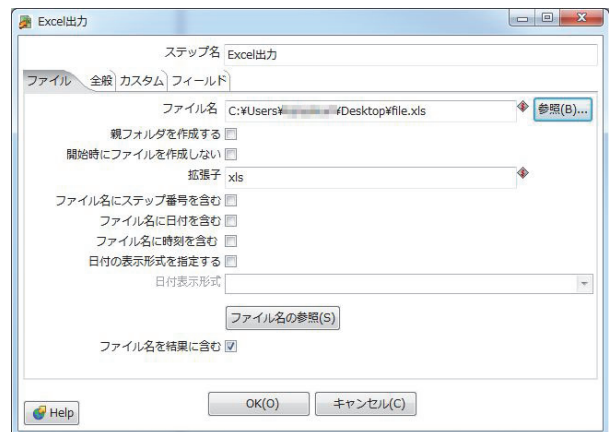 Excel出力
ステップ名 Excel出力
ファイル 全般 カスタム フィールド
ファイル名 C:¥Users¥ ¥Desktop¥file.xls 参照(B)...
親フォルダを作成する
開始時にファイルを作成しない
拡張子 xls
ファイル名にステップ番号を含む
ファイル名に日付を含む
ファイル名に時刻を含む
日付の表示形式を指定する
日付表示形式
ファイル名の参照(S)
ファイル名を結果に含む
Help OK(O) キャンセル(C)